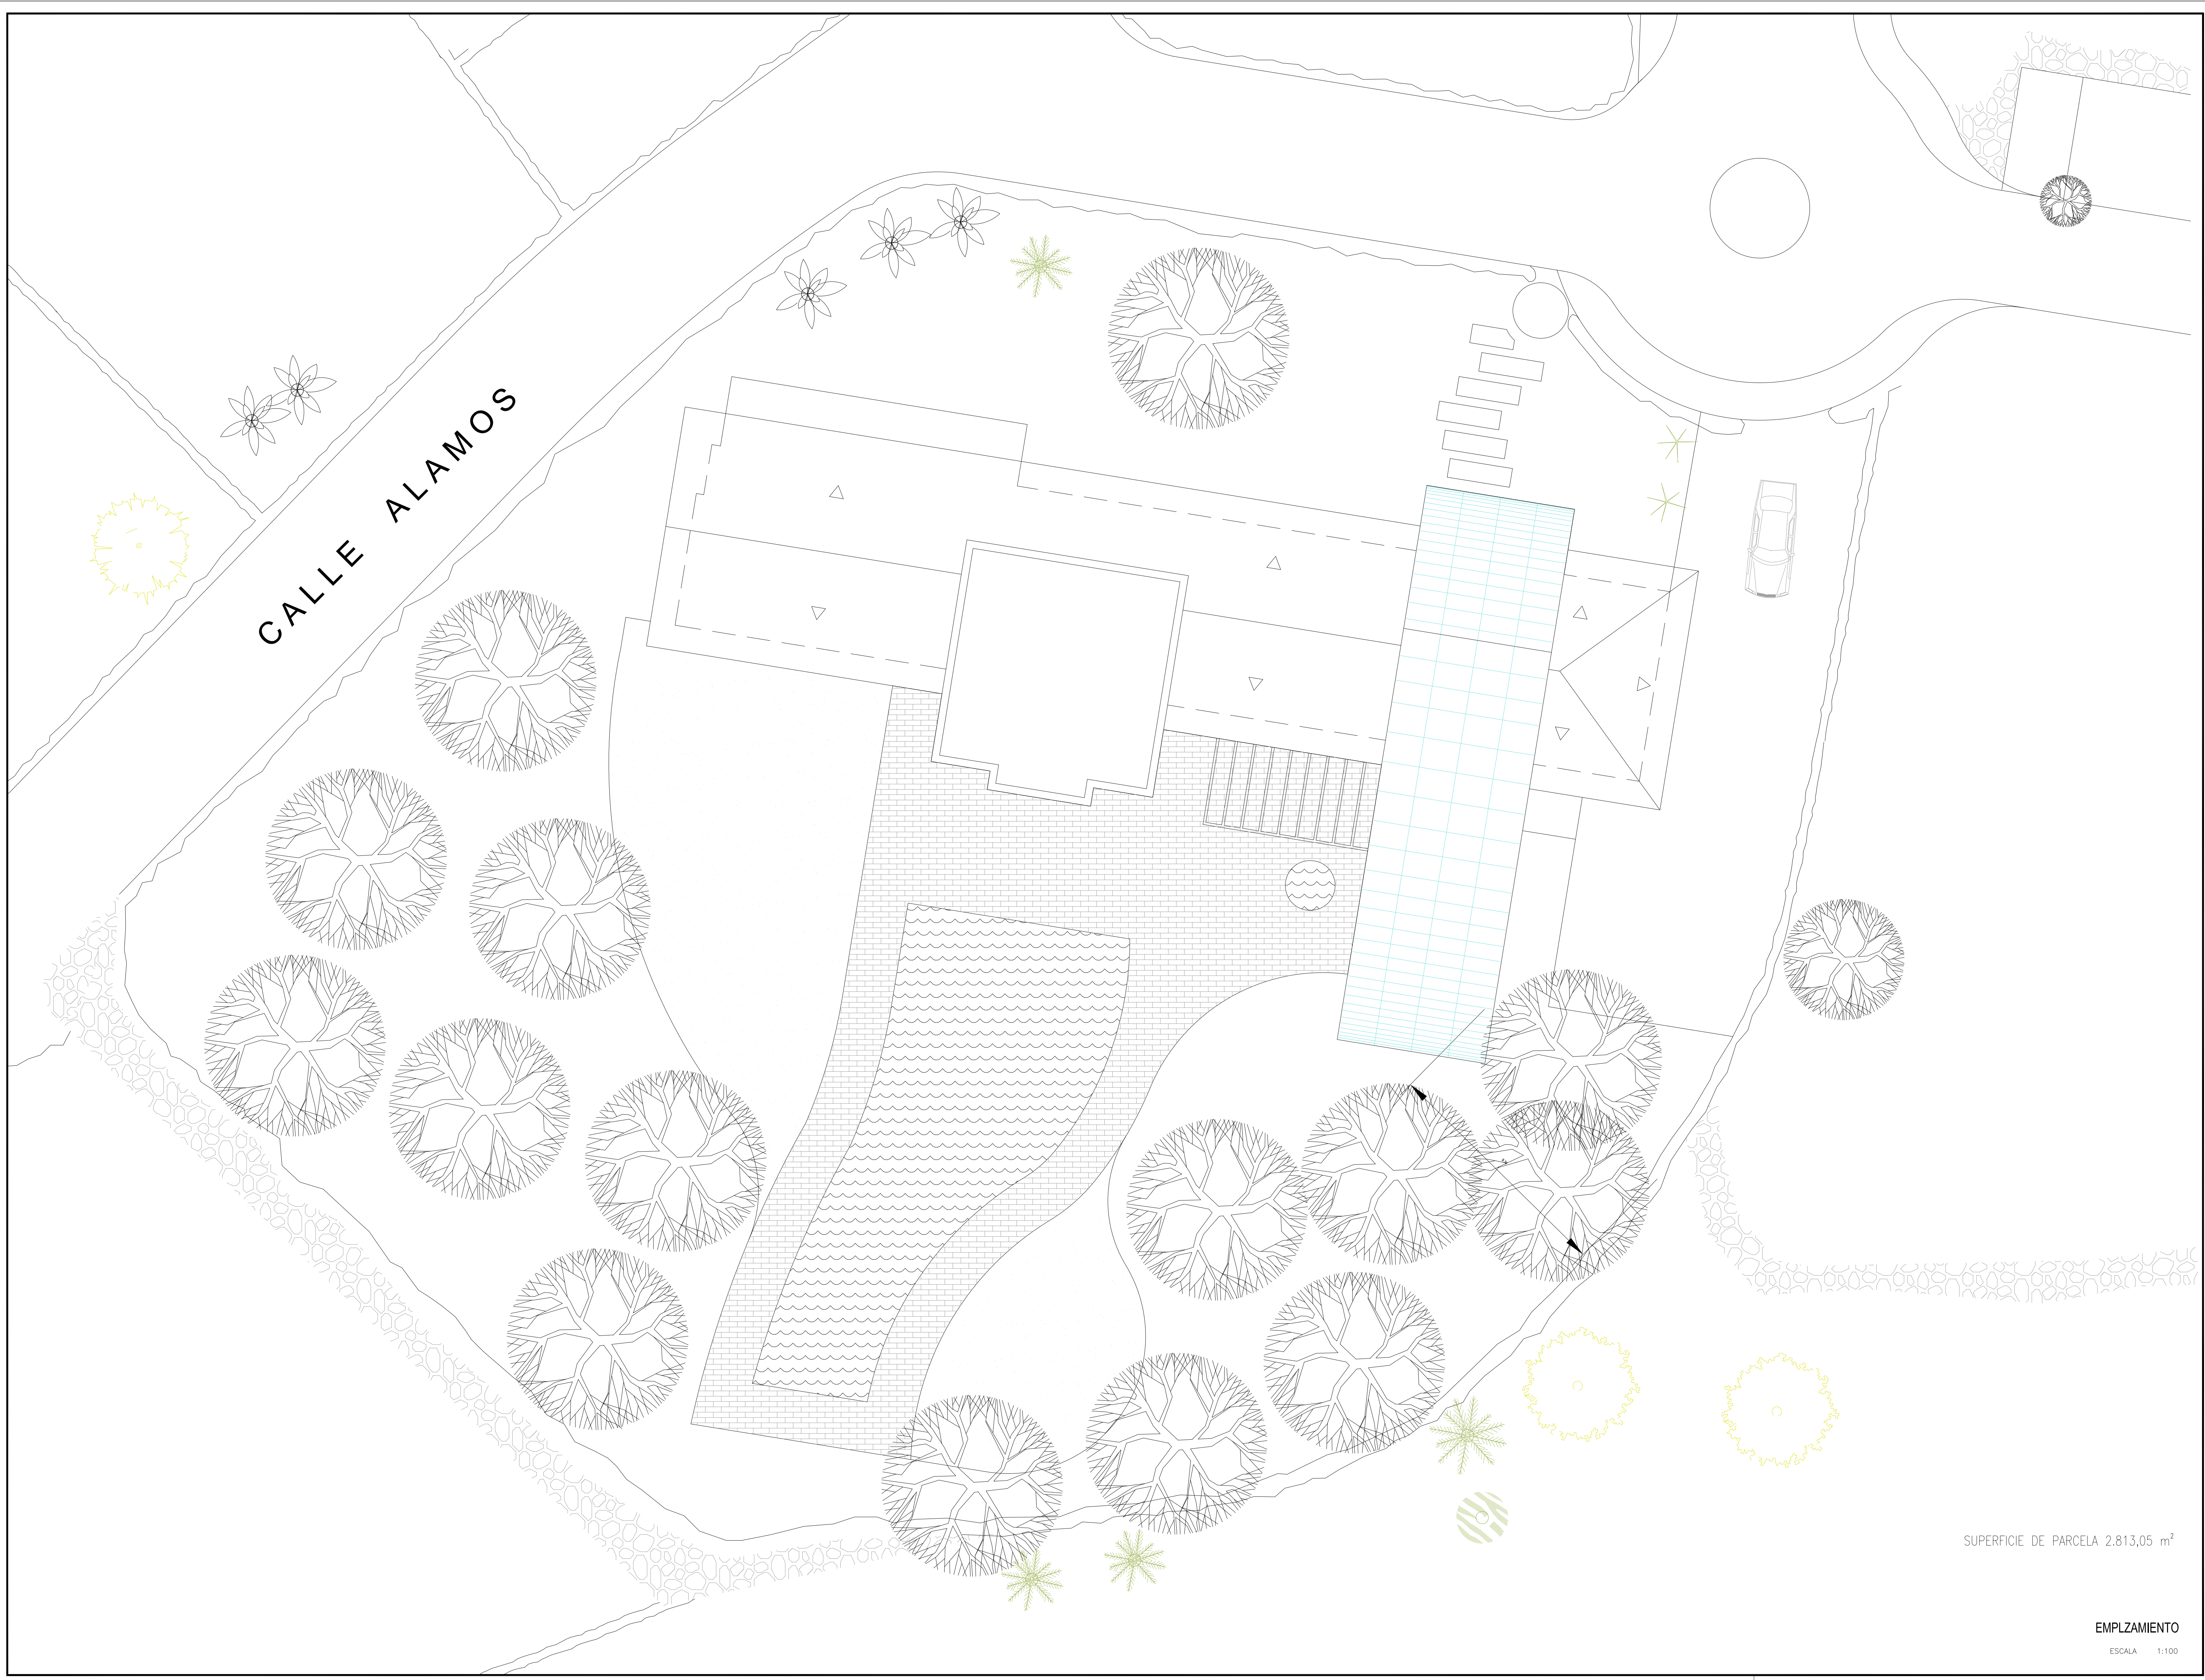 CALLE ALAMOS
SUPERFICIE DE PARCELA 2.813,05 m²
EMPLZAMIENTO
ESCALA 1:100